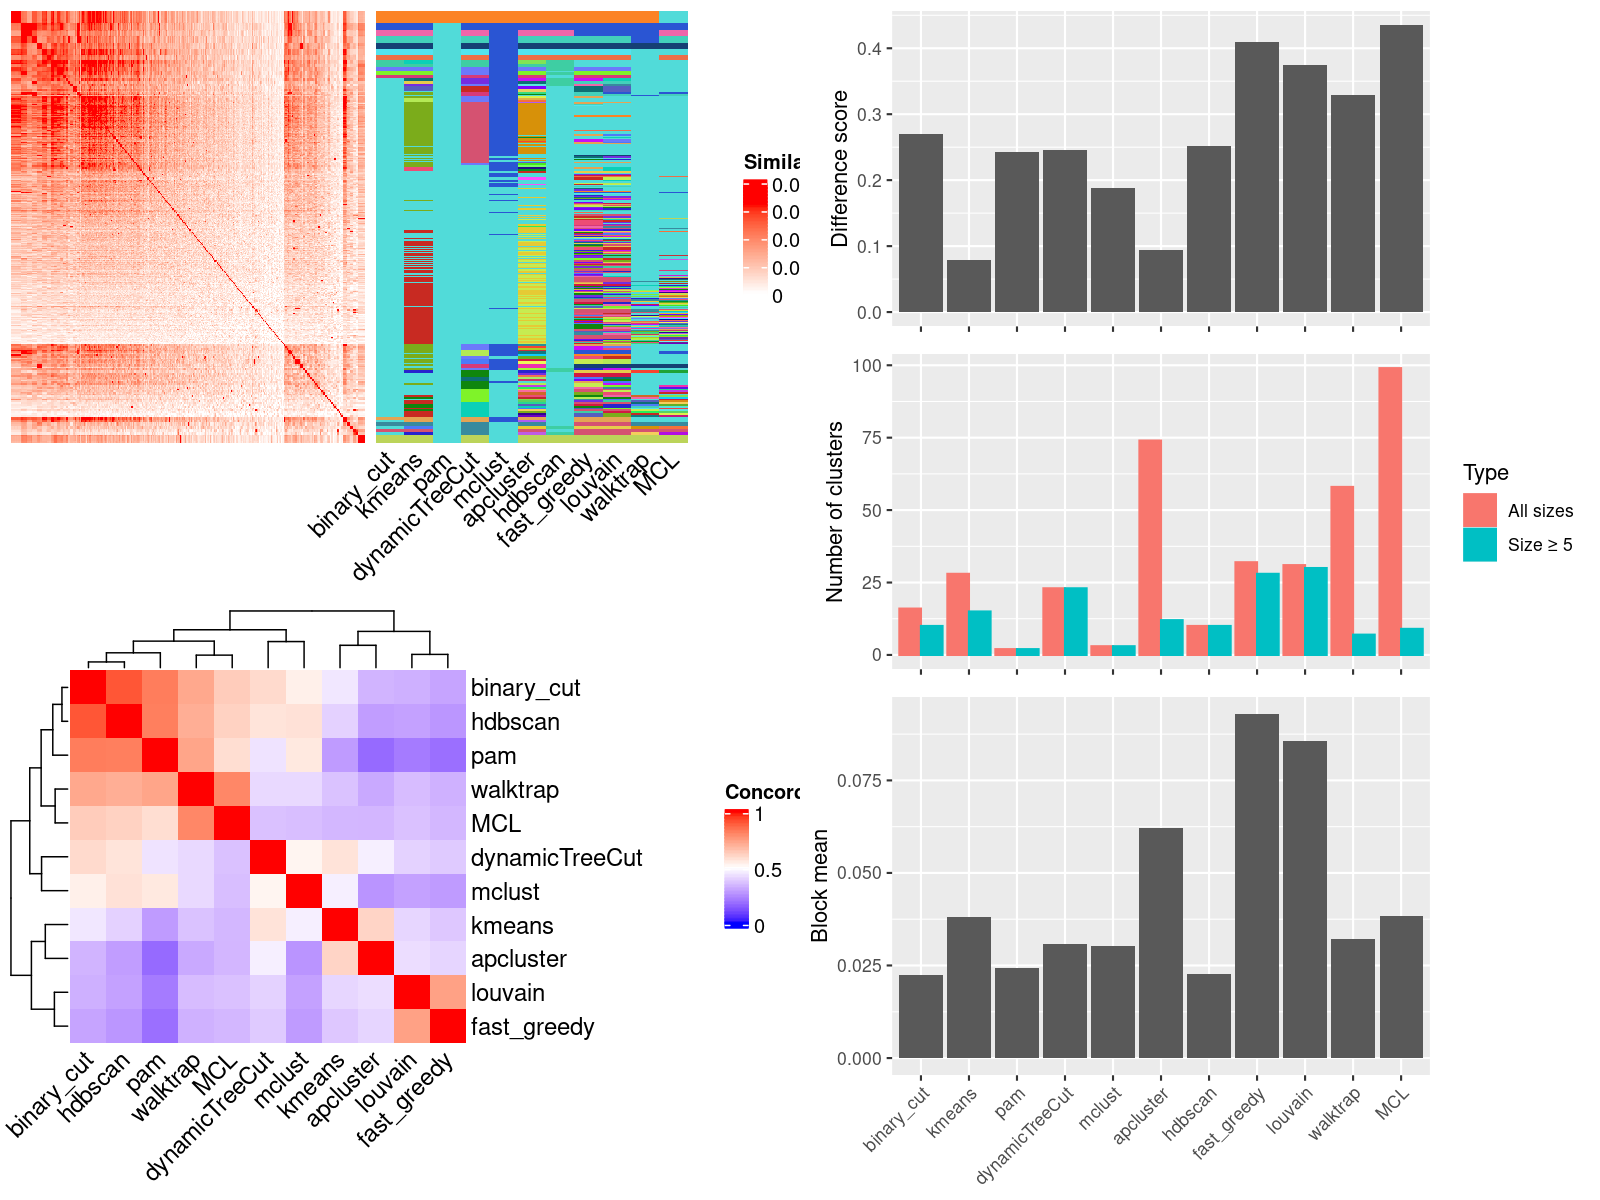 Simila
0.0
0.0
0.0
0.0
0
binary_cut
kmeans
pam
dynamicTreeCut
mclust
apcluster
hdbscan
fast_greedy
louvain
walktrap
MCL
binary_cut
hdbscan
pam
walktrap
MCL
dynamicTreeCut
mclust
kmeans
apcluster
louvain
fast_greedy
binary_cut
hdbscan
pam
walktrap
MCL
dynamicTreeCut
mclust
kmeans
apcluster
louvain
fast_greedy
Concord
1
0.5
0
Difference score
0.4
0.3
0.2
0.1
0.0
Number of clusters
100
75
50
25
0
Type
All sizes
Size ≥ 5
Block mean
0.075
0.050
0.025
0.000
binary_cut
kmeans
pam
dynamicTreeCut
mclust
apcluster
hdbscan
fast_greedy
louvain
walktrap
MCL